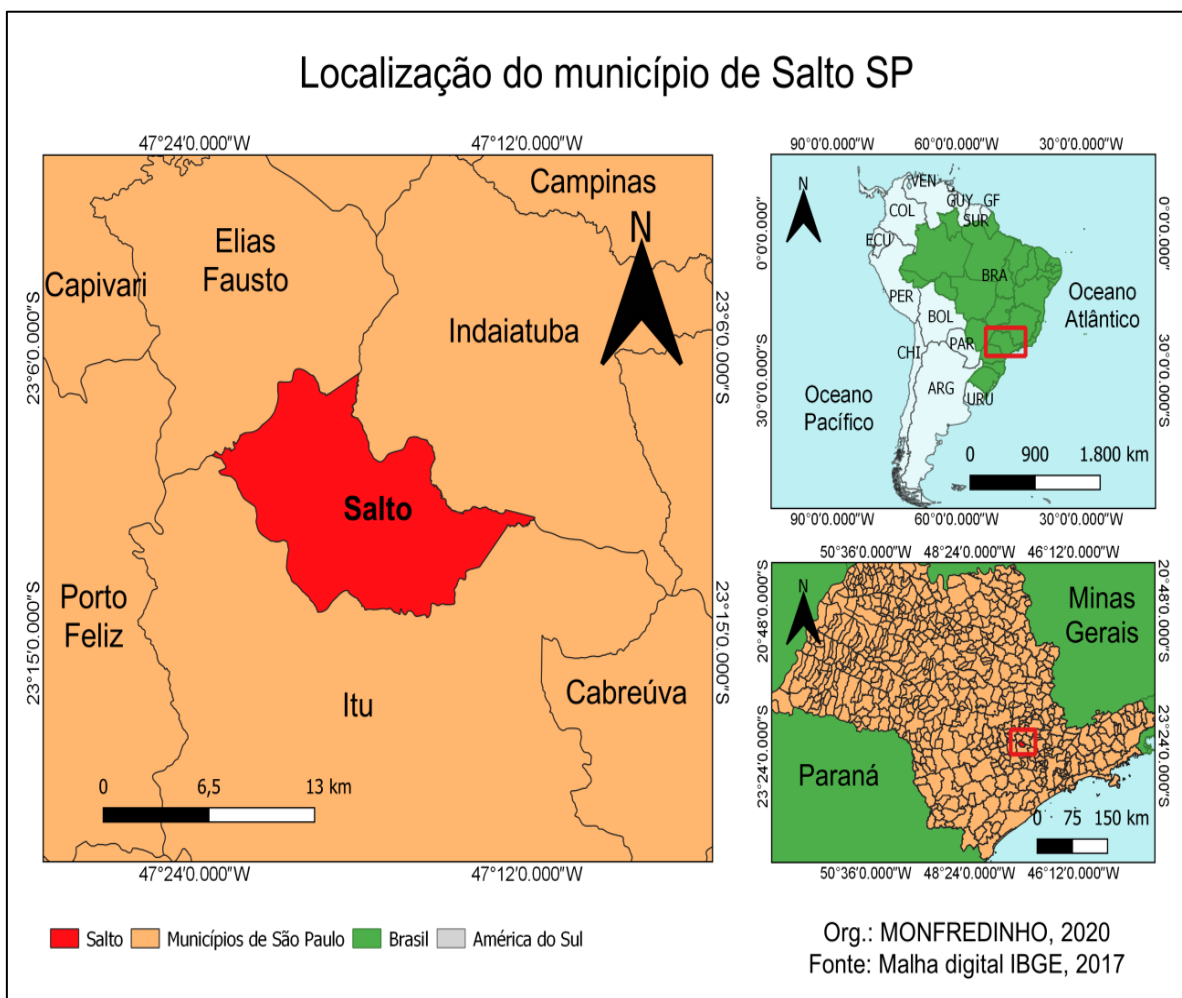 Localização do município de Salto SP
47°24'0.000"W
47°12'0.000"W
Campinas
N
Elias
Fausto
Capivari
Indaiatuba
23°6'0.000"S
23°6'0.000"S
Salto
Porto
Feliz
23°15'0.000"S
23°15'0.000"S
Itu
Cabreúva
0
6,5
13 km
47°24'0.000"W
47°12'0.000"W
90°0'0.000"W
60°0'0.000"W
30°0'0.000"W
N
VEN
GUY
GF
COL
SUR
ECU
0°0'0.000"
0°0'0.000"
BRA
PER
Oceano
Atlântico
BOL
PAR
CHI
30°0'0.000"S
30°0'0.000"S
ARG
URU
Oceano
Pacífico
0
900
1.800 km
90°0'0.000"W
60°0'0.000"W
30°0'0.000"W
50°36'0.000"W
48°24'0.000"W
46°12'0.000"W
N
20°48'0.000"S
20°48'0.000"S
Minas
Gerais
23°24'0.000"S
23°24'0.000"S
Paraná
0
75
150 km
50°36'0.000"W
48°24'0.000"W
46°12'0.000"W
Salto
Municípios de São Paulo
Brasil
América do Sul
Org.: MONFREDINHO, 2020
Fonte: Malha digital IBGE, 2017